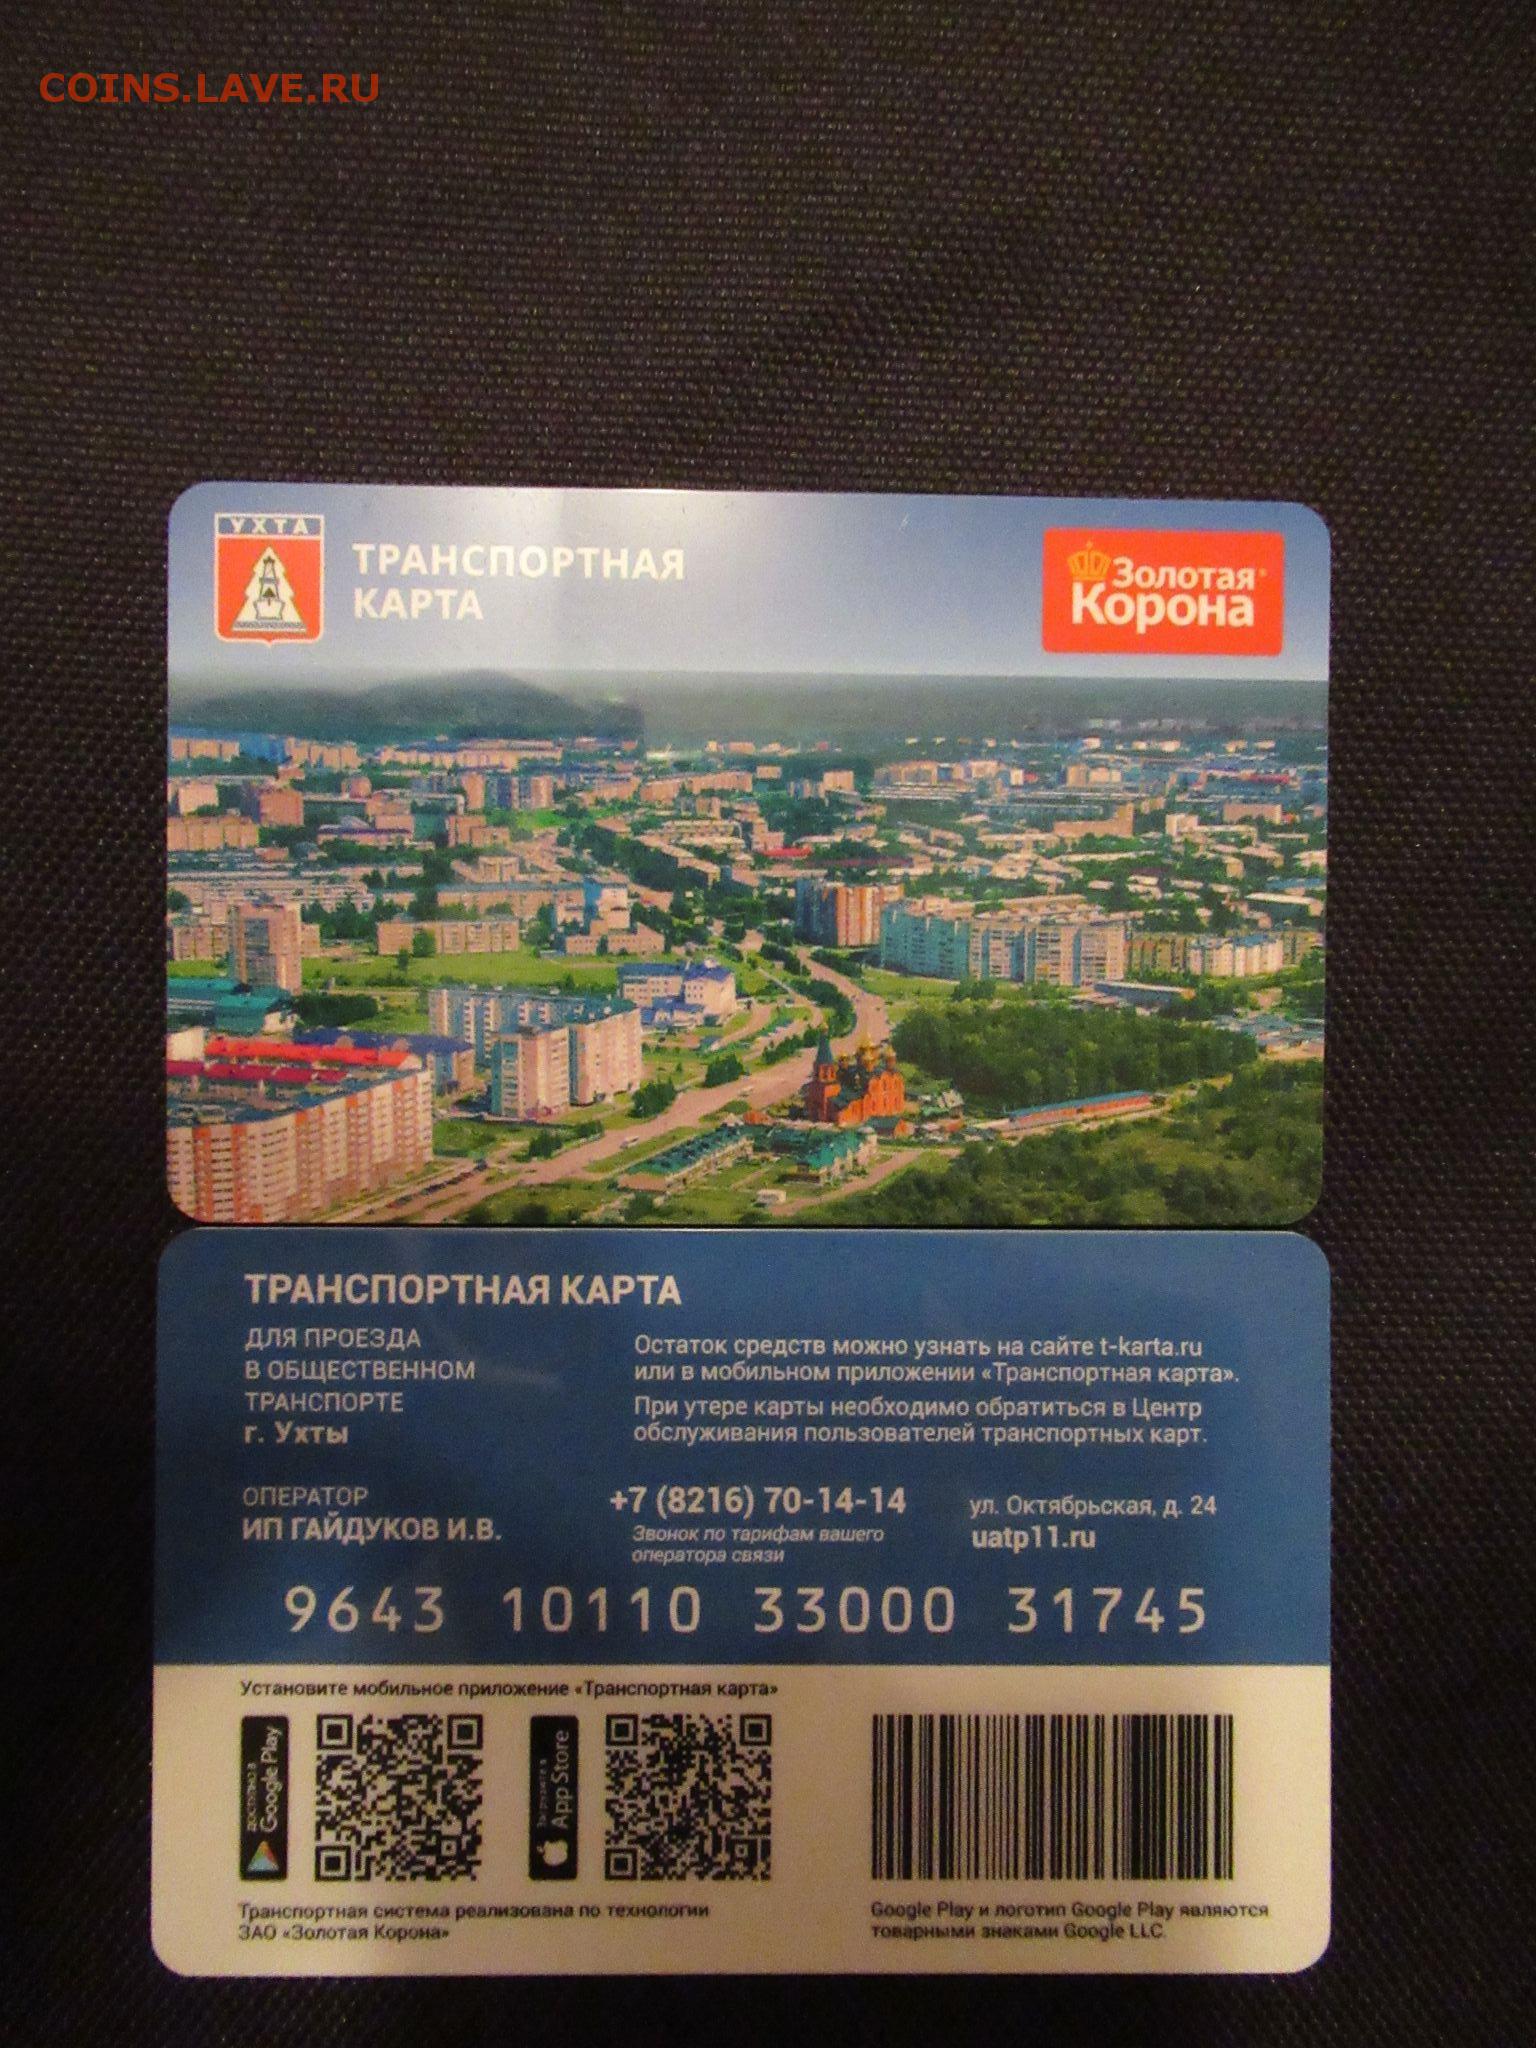 COINS.LAVE.RU
УХТА
ТРАНСПОРТНАЯ
КАРТА
Золотая
Корона
ТРАНСПОРТНАЯ КАРТА
ДЛЯ ПРОЕЗДА
В ОБЩЕСТВЕННОМ
ТРАНСПОРТЕ
г. Ухты
Остаток средств можно узнать на сайте t-karta.ru
или в мобильном приложении «Транспортная карта».
При утере карты необходимо обратиться в Центр
обслуживания пользователей транспортных карт.
ОПЕРАТОР
ИП ГАЙДУКОВ И.В.
+7 (8216) 70-14-14
Звонок по тарифам вашего
оператора связи
ул. Октябрьская, д. 24
uatp11.ru
9643 10110 33000 31745
Установите мобильное приложение «Транспортная карта»
ДОСТУПНО В
Google Play
Загрузите в
App Store
Транспортная система реализована по технологии
ЗАО «Золотая Корона»
Google Play и логотип Google Play являются
товарными знаками Google LLC.